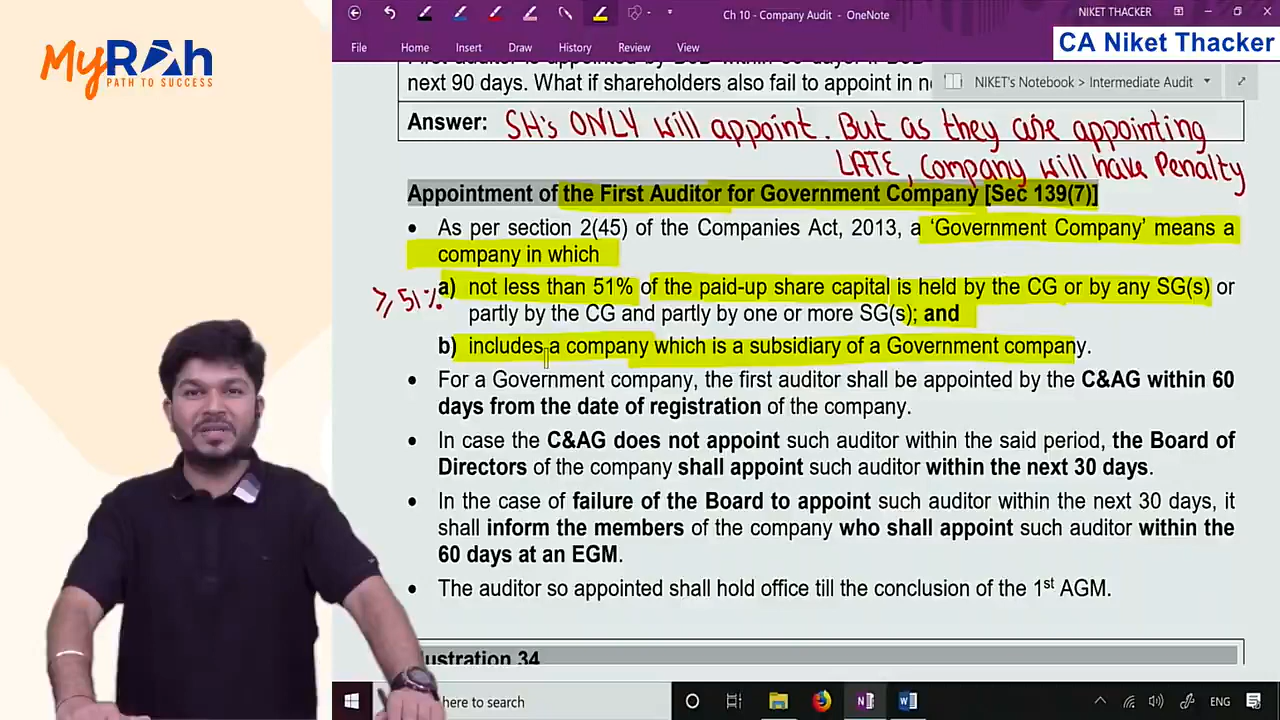 MyRAh
PATH TO SUCCESS
Ch 10 - Company Audit - OneNote
NIKET THACKER
File Home Insert Draw History Review View
CA Niket Thacker
next 90 days. What if shareholders also fail to appoint in n
NIKET's Notebook > Intermediate Audit
Answer: SH's ONLY will appoint. But as they are appointing
LATE, Company will have Penalty
Appointment of the First Auditor for Government Company [Sec 139(7)]
• As per section 2(45) of the Companies Act, 2013, a ‘Government Company’ means a
company in which
≥ 51%
a) not less than 51% of the paid-up share capital is held by the CG or by any SG(s) or
partly by the CG and partly by one or more SG(s); and
b) includes a company which is a subsidiary of a Government company.
• For a Government company, the first auditor shall be appointed by the C&AG within 60
days from the date of registration of the company.
• In case the C&AG does not appoint such auditor within the said period, the Board of
Directors of the company shall appoint such auditor within the next 30 days.
• In the case of failure of the Board to appoint such auditor within the next 30 days, it
shall inform the members of the company who shall appoint such auditor within the
60 days at an EGM.
• The auditor so appointed shall hold office till the conclusion of the 1st AGM.
lustration 34
here to search
ENG